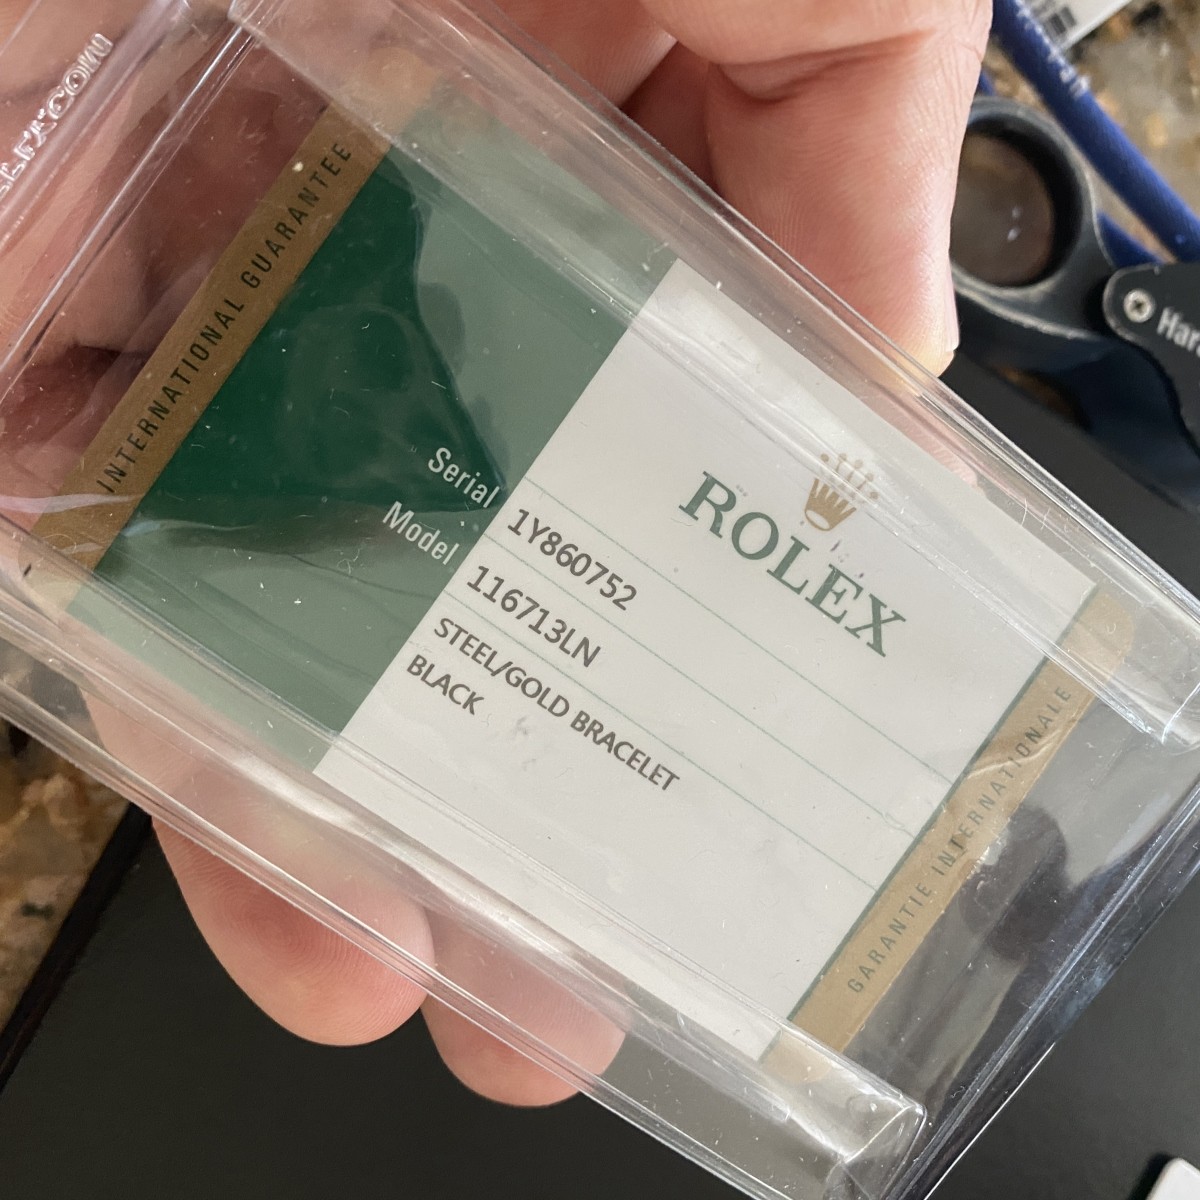 INTERNATIONAL GUARANTEE
ROLEX
Serial 1Y860752
Model 116713LN
STEEL/GOLD BRACELET
BLACK
GARANTIE INTERNATIONALE